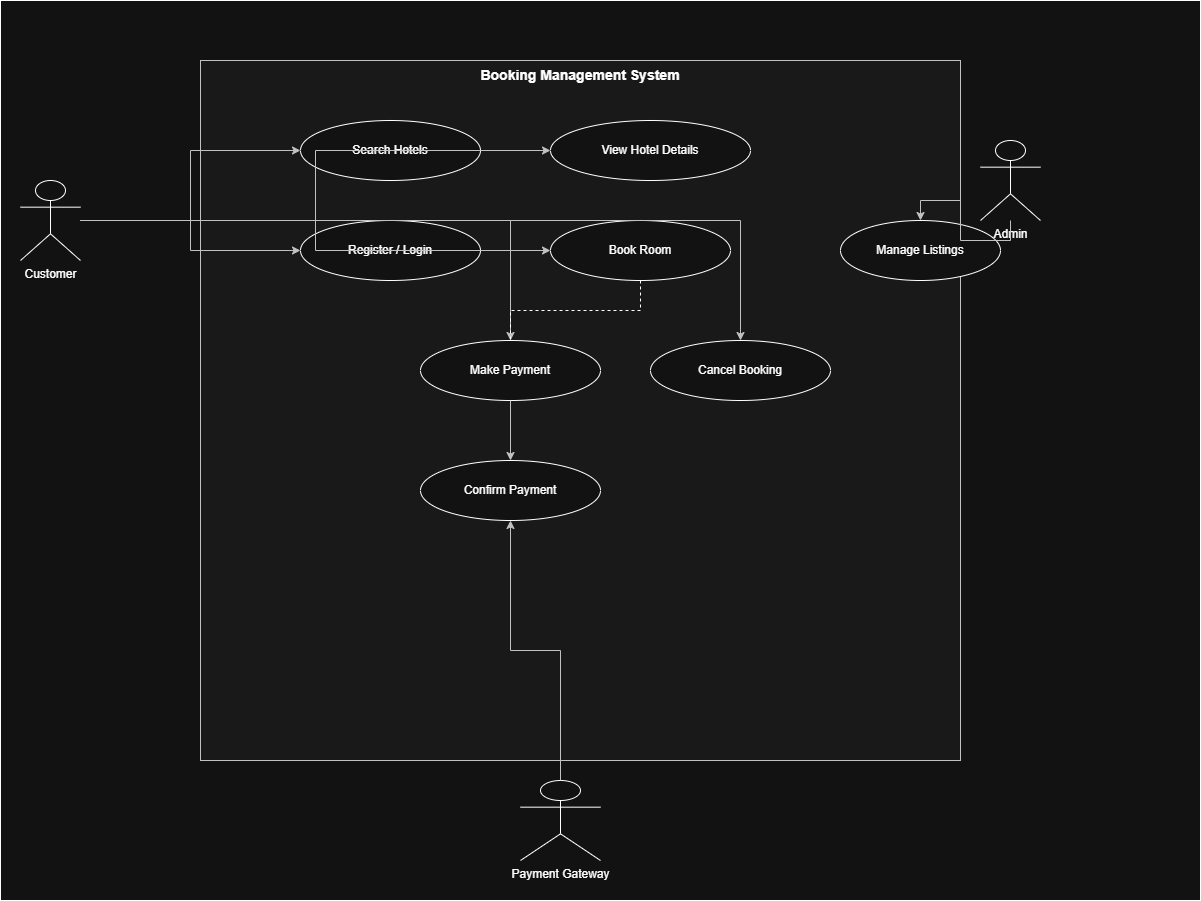 Booking Management System
Search Hotels
View Hotel Details
Customer
Register / Login
Book Room
Manage Listings
Admin
Make Payment
Cancel Booking
Confirm Payment
Payment Gateway